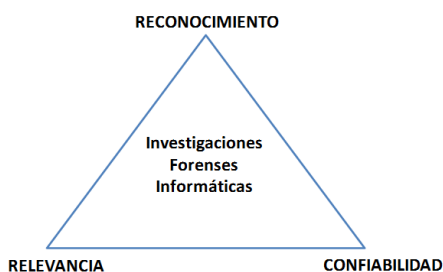 RECONOCIMIENTO
Investigaciones
Forenses
Informáticas
RELEVANCIA
CONFIABILIDAD